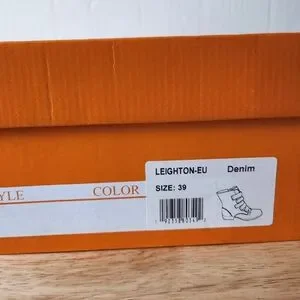 LEIGHTON-EU Denim
SIZE: 39
YLE COLOR